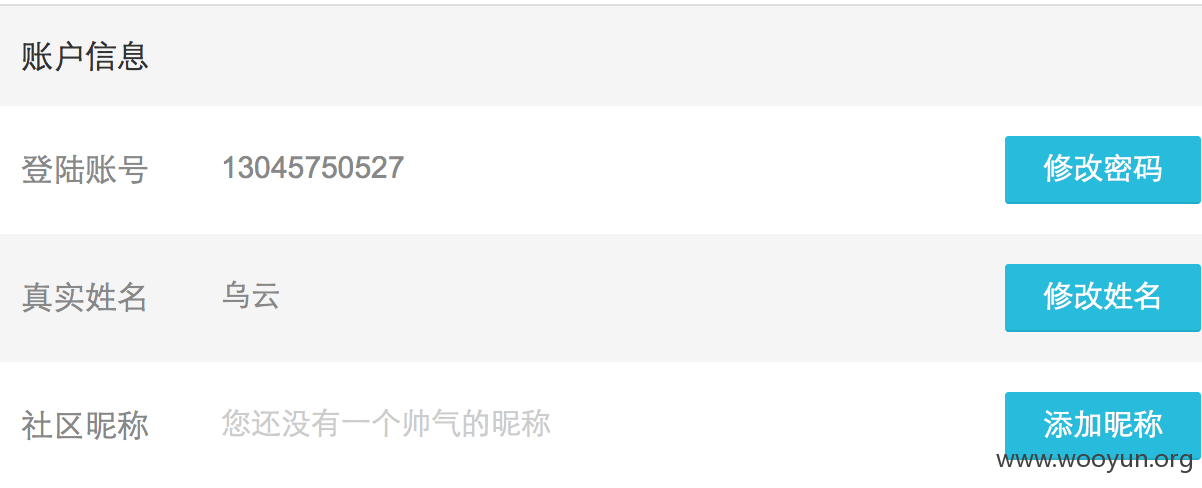 账户信息
登陆账号 13045750527 修改密码
真实姓名 乌云 修改姓名
社区昵称 您还没有一个帅气的昵称 添加昵称
www.wooyun.org